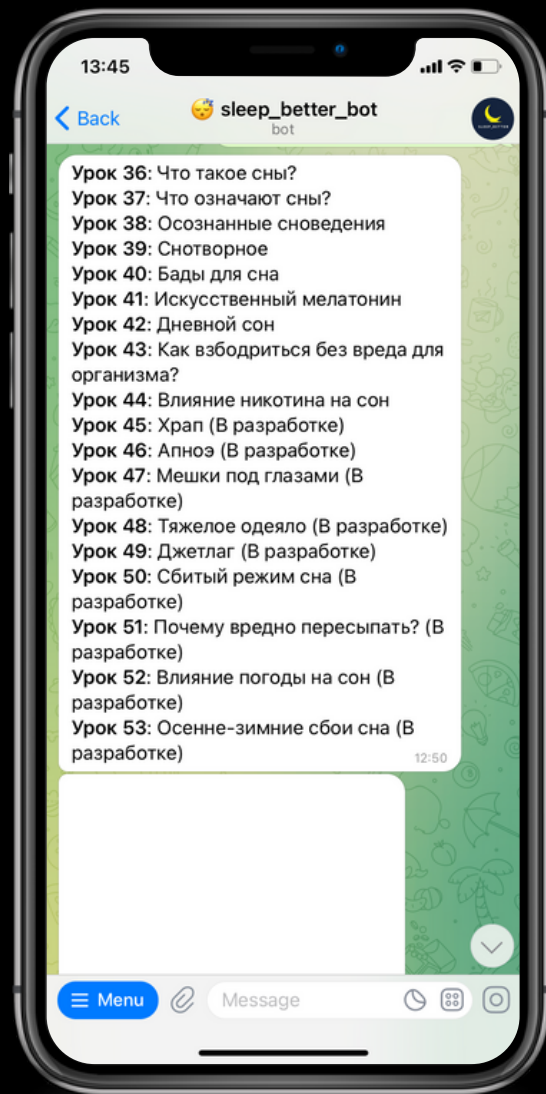 13:45
Back
😴 sleep_better_bot
bot
Урок 36: Что такое сны?
Урок 37: Что означают сны?
Урок 38: Осознанные сноведения
Урок 39: Снотворное
Урок 40: Бады для сна
Урок 41: Искусственный мелатонин
Урок 42: Дневной сон
Урок 43: Как взбодриться без вреда для
организма?
Урок 44: Влияние никотина на сон
Урок 45: Храп (В разработке)
Урок 46: Апноэ (В разработке)
Урок 47: Мешки под глазами (В
разработке)
Урок 48: Тяжелое одеяло (В разработке)
Урок 49: Джетлаг (В разработке)
Урок 50: Сбитый режим сна (В
разработке)
Урок 51: Почему вредно пересыпать? (В
разработке)
Урок 52: Влияние погоды на сон (В
разработке)
Урок 53: Осенне-зимние сбои сна (В
разработке)
12:50
Menu
Message